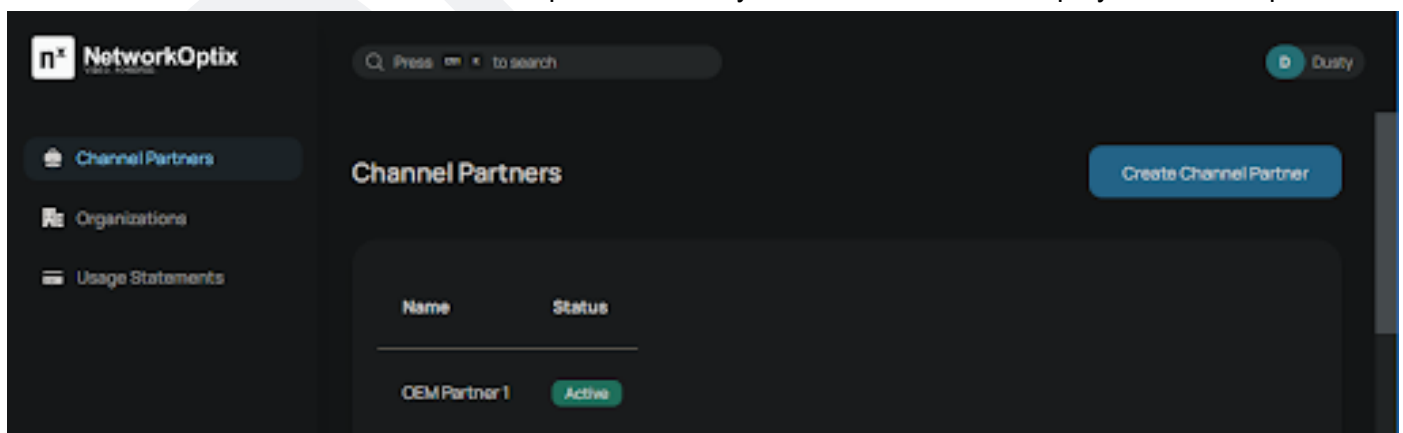 nx NetworkOptix
Press to search
D Dusty
Channel Partners
Organizations
Usage Statements
Channel Partners
Create Channel Partner
Name Status
OEM Partner 1 Active